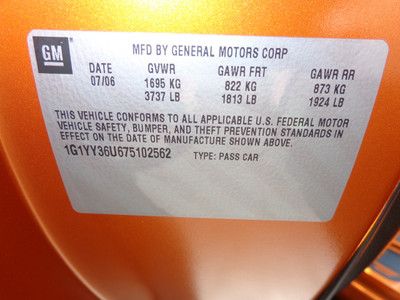 GM
MFD BY GENERAL MOTORS CORP
DATE GVWR GAWR FRT GAWR RR
07/06 1695 KG 822 KG 873 KG
3737 LB 1813 LB 1924 LB
THIS VEHICLE CONFORMS TO ALL APPLICABLE U.S. FEDERAL MOTOR
VEHICLE SAFETY, BUMPER, AND THEFT PREVENTION STANDARDS IN
EFFECT ON THE DATE OF MANUFACTURE SHOWN ABOVE.
1G1YY36U675102562 TYPE: PASS CAR